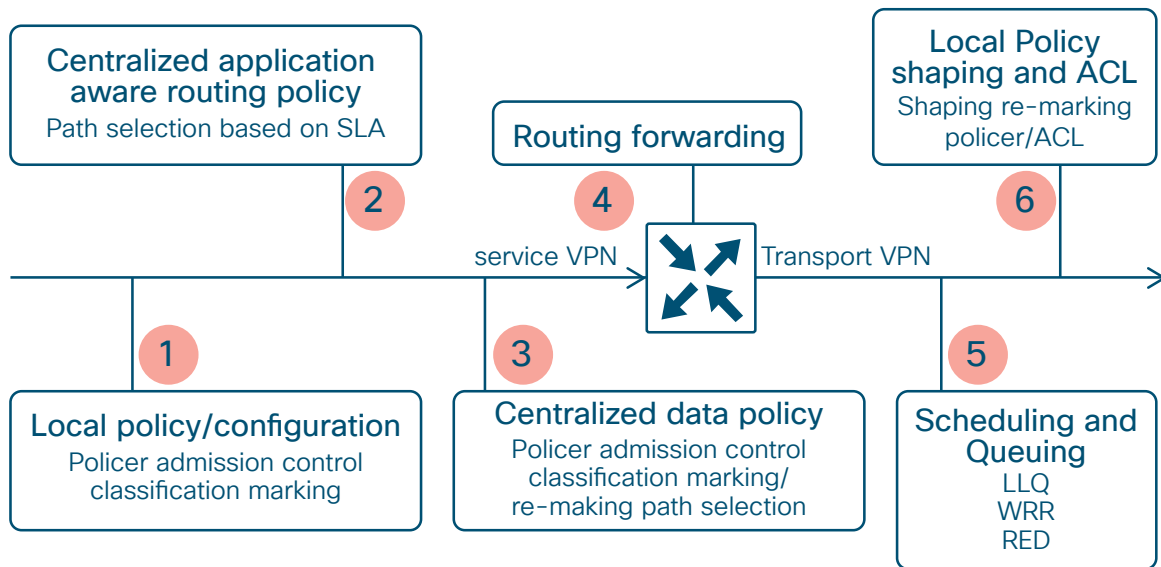 Centralized application
aware routing policy
Path selection based on SLA
2
Routing forwarding
4
Local Policy
shaping and ACL
Shaping re-marking
policer/ACL
6
service VPN
Transport VPN
1
Local policy/configuration
Policer admission control
classification marking
3
Centralized data policy
Policer admission control
classification marking/
re-making path selection
5
Scheduling and
Queuing
LLQ
WRR
RED